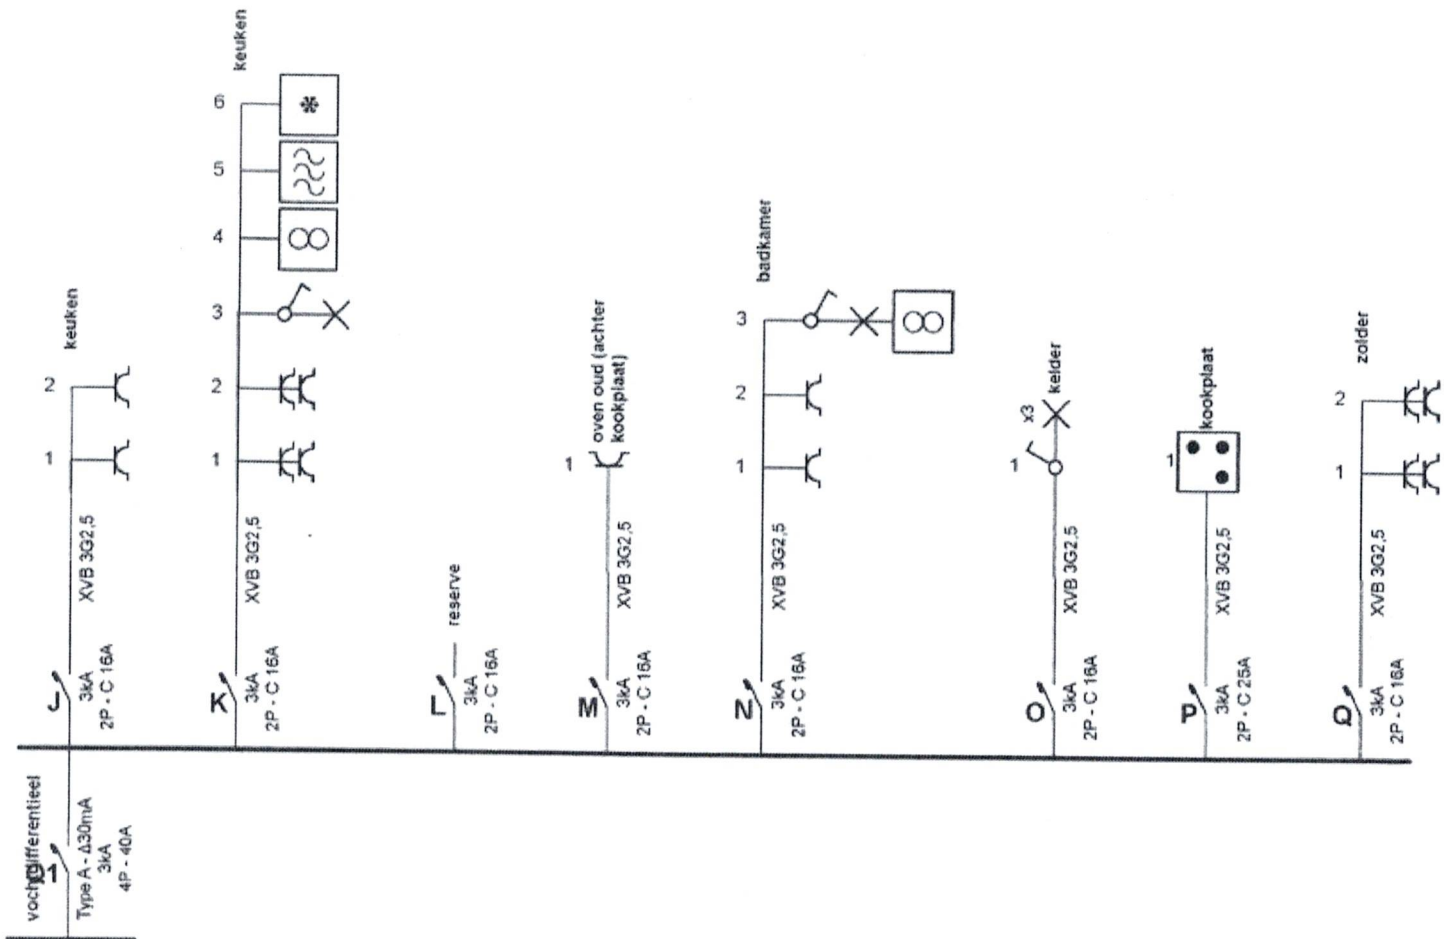 vochtdifferentieel
Q1
Type A - Δ30mA
3kA
4P - 40A
J
3kA
2P - C 16A
XVB 3G2,5
1
2
keuken
K
3kA
2P - C 16A
XVB 3G2,5
1
2
3
4
5
6
keuken
L
3kA
2P - C 16A
reserve
M
3kA
2P - C 16A
XVB 3G2,5
1
oven oud (achter
kookplaat)
N
3kA
2P - C 16A
XVB 3G2,5
1
2
3
badkamer
O
3kA
2P - C 16A
XVB 3G2,5
1
x3
kelder
P
3kA
2P - C 25A
XVB 3G2,5
1
kookplaat
Q
3kA
2P - C 16A
XVB 3G2,5
1
2
zolder